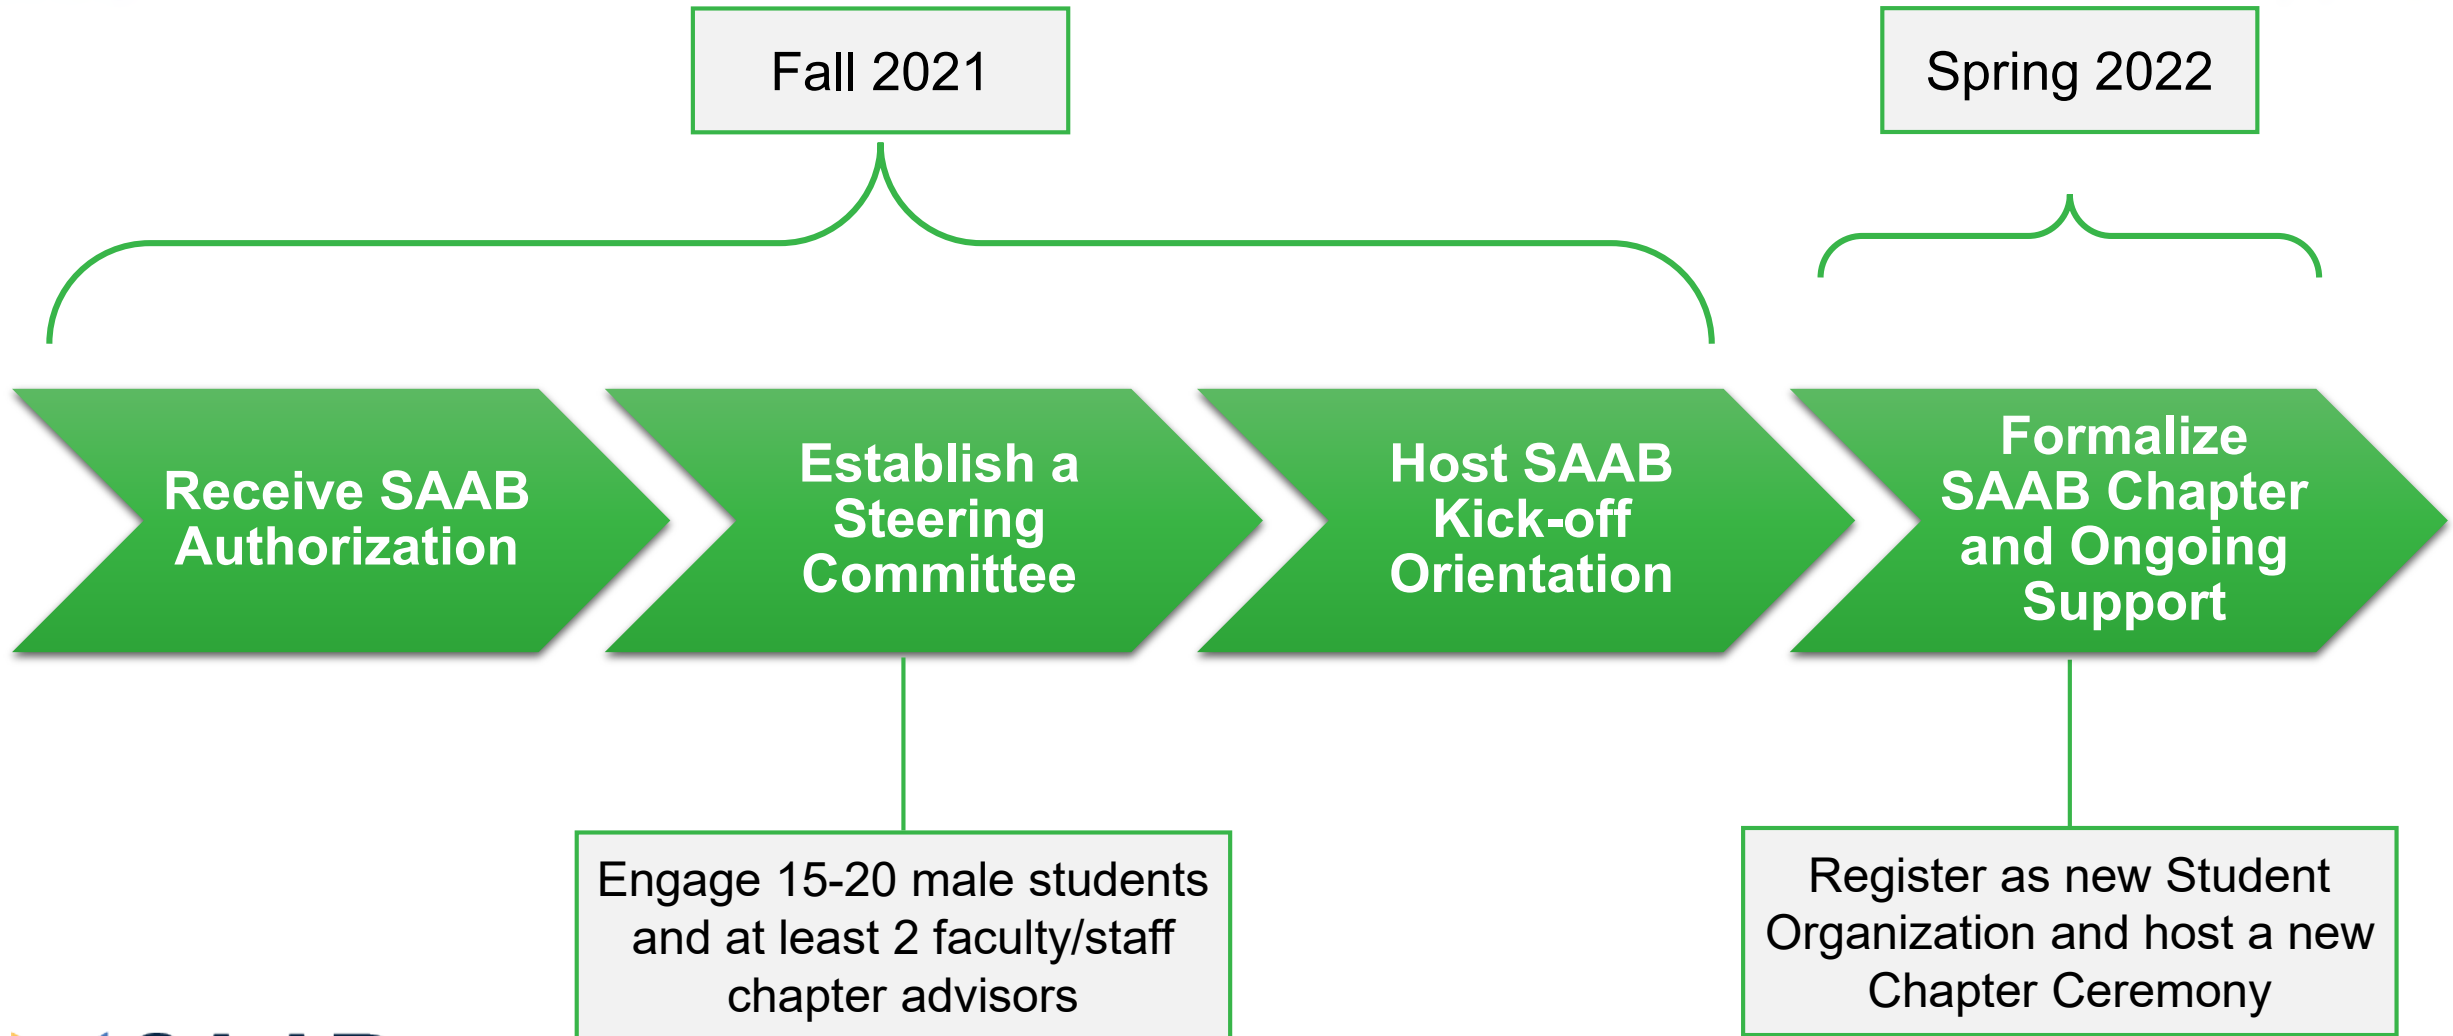 Fall 2021
Spring 2022
Receive SAAB
Authorization
Establish a
Steering
Committee
Host SAAB
Kick-off
Orientation
Formalize
SAAB Chapter
and Ongoing
Support
Engage 15-20 male students
and at least 2 faculty/staff
chapter advisors
Register as new Student
Organization and host a new
Chapter Ceremony